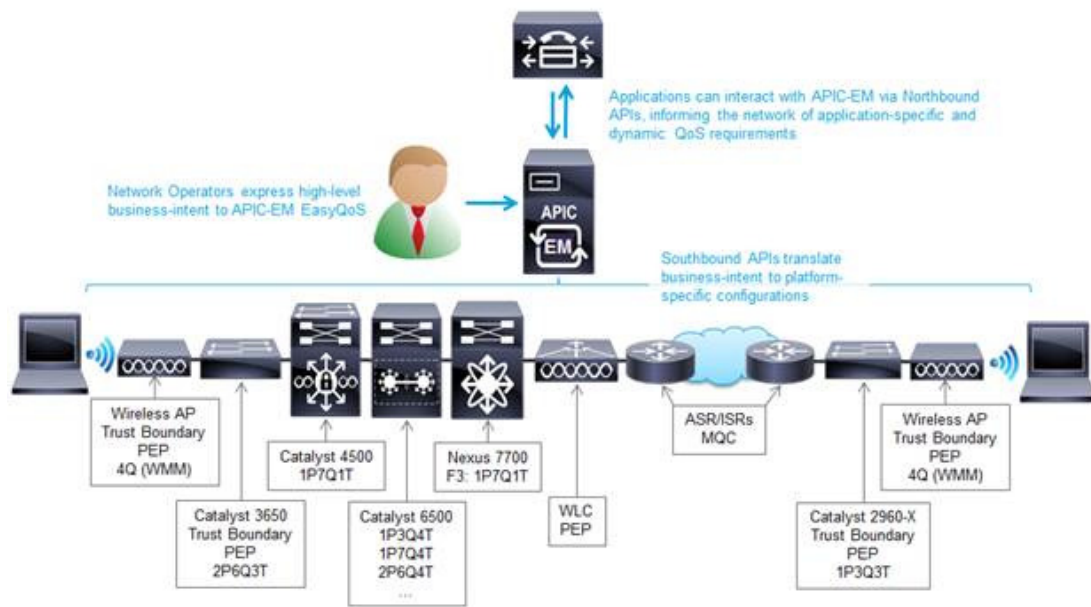 Applications can interact with APIC-EM via Northbound
APIs, informing the network of application-specific and
dynamic QoS requirements
Network Operators express high-level
business-intent to APIC-EM EasyQoS
APIC
EM
Southbound APIs translate
business-intent to platform-
specific configurations
Wireless AP
Trust Boundary
PEP
4Q (WMM)
Catalyst 3650
Trust Boundary
PEP
2P6Q3T
Catalyst 4500
1P7Q1T
Catalyst 6500
1P3Q4T
1P7Q4T
2P6Q4T
...
Nexus 7700
F3: 1P7Q1T
WLC
PEP
ASR/ISRs
MQC
Catalyst 2960-X
Trust Boundary
PEP
1P3Q3T
Wireless AP
Trust Boundary
PEP
4Q (WMM)